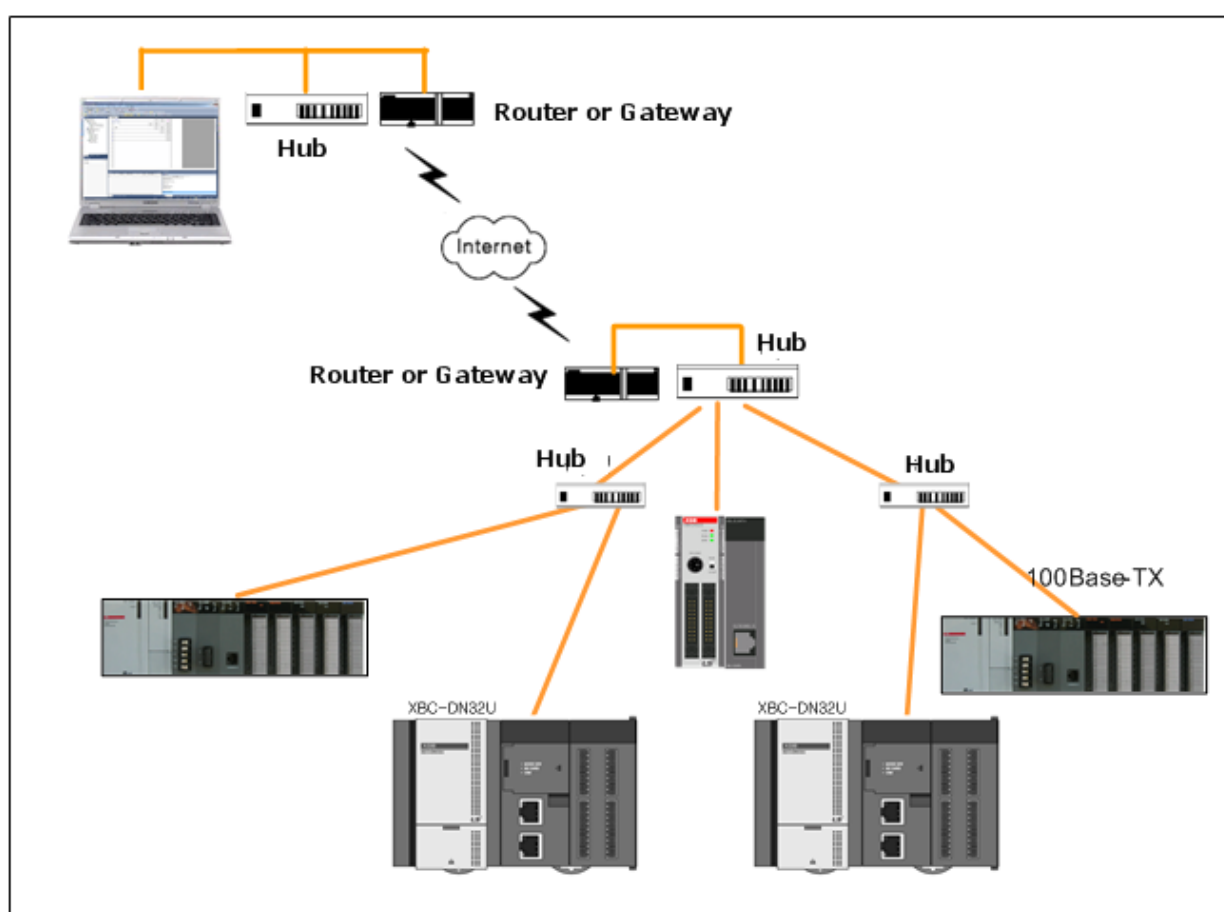 Router or Gateway
Hub
Internet
Hub
Router or Gateway
Hub
Hub
100Base-TX
XBC-DN32U
XBC-DN32U